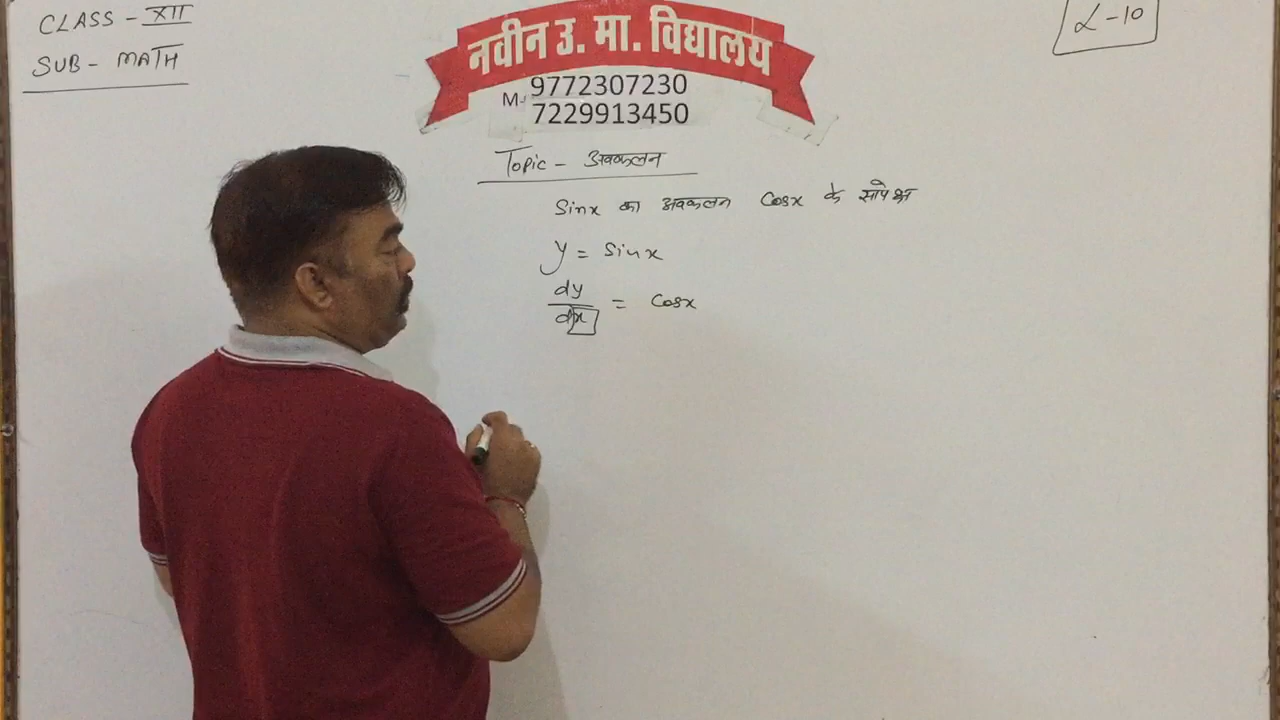 CLASS - XII
SUB - MATH
नवीन उ. मा. विद्यालय
M. 9772307230
7229913450
L-10
Topic - अवकलन
Sinx का अवकलन Cosx के सापेक्ष
y = Sinx
dy
dx = Cosx